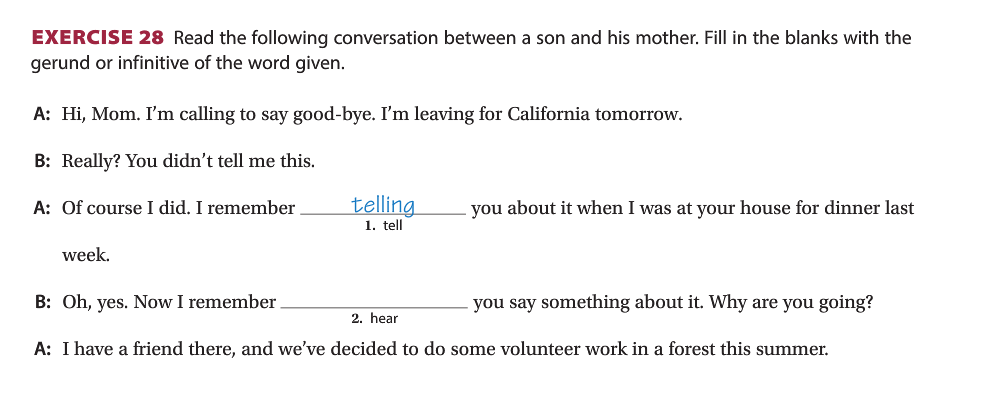 EXERCISE 28 Read the following conversation between a son and his mother. Fill in the blanks with the
gerund or infinitive of the word given.
A: Hi, Mom. I'm calling to say good-bye. I'm leaving for California tomorrow.
B: Really? You didn't tell me this.
A: Of course I did. I remember telling you about it when I was at your house for dinner last
1. tell
week.
B: Oh, yes. Now I remember ____________ you say something about it. Why are you going?
2. hear
A: I have a friend there, and we've decided to do some volunteer work in a forest this summer.